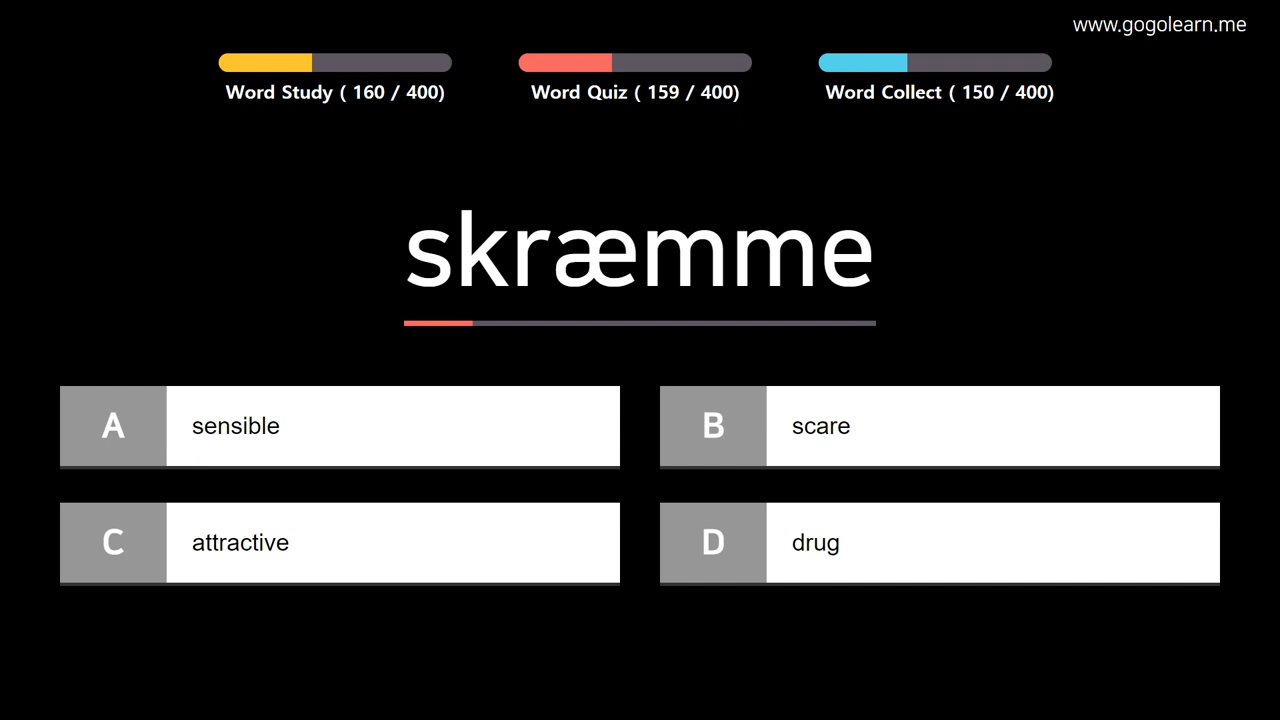 www.gogolearn.me
Word Study ( 160 / 400)
Word Quiz ( 159 / 400)
Word Collect ( 150 / 400)
skræmme
A
sensible
B
scare
C
attractive
D
drug